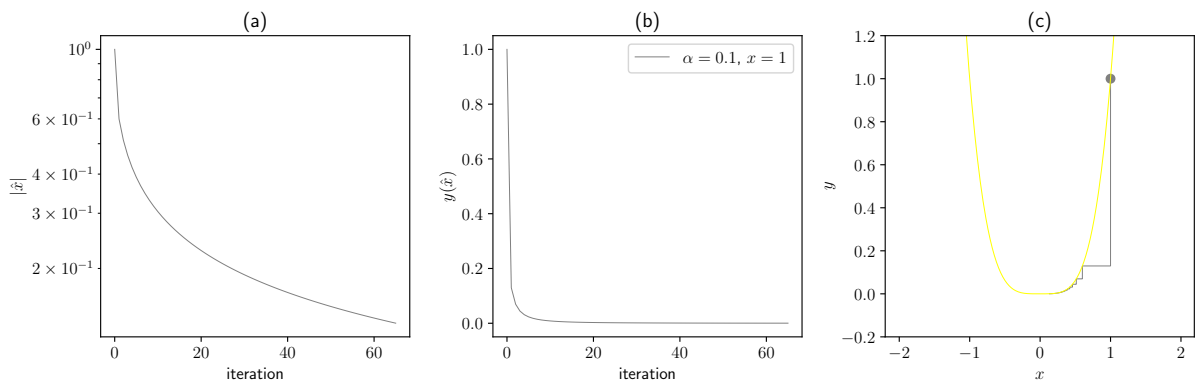 (a)
10⁰
6 × 10⁻¹
4 × 10⁻¹
3 × 10⁻¹
2 × 10⁻¹
|x̂|
0 20 40 60
iteration
(b)
α = 0.1, x = 1
1.0
0.8
0.6
0.4
0.2
0.0
y(x̂)
0 20 40 60
iteration
(c)
1.2
1.0
0.8
0.6
0.4
0.2
0.0
−0.2
y
−2 −1 0 1 2
x